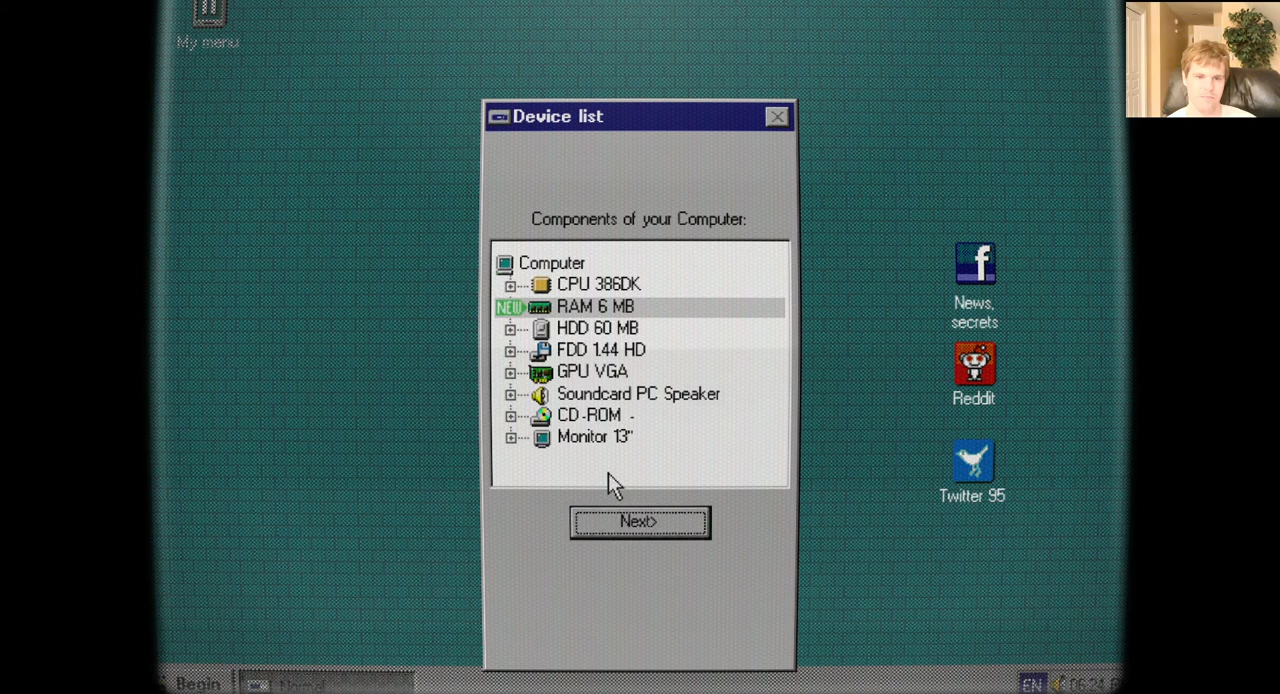 My menu
Device list
Components of your Computer:
Computer
CPU 386DK
NEW RAM 6 MB
HDD 60 MB
FDD 1.44 HD
GPU VGA
Soundcard PC Speaker
CD-ROM -
Monitor 13"
Next>
f
News,
secrets
Reddit
Twitter 95
Begin
EN